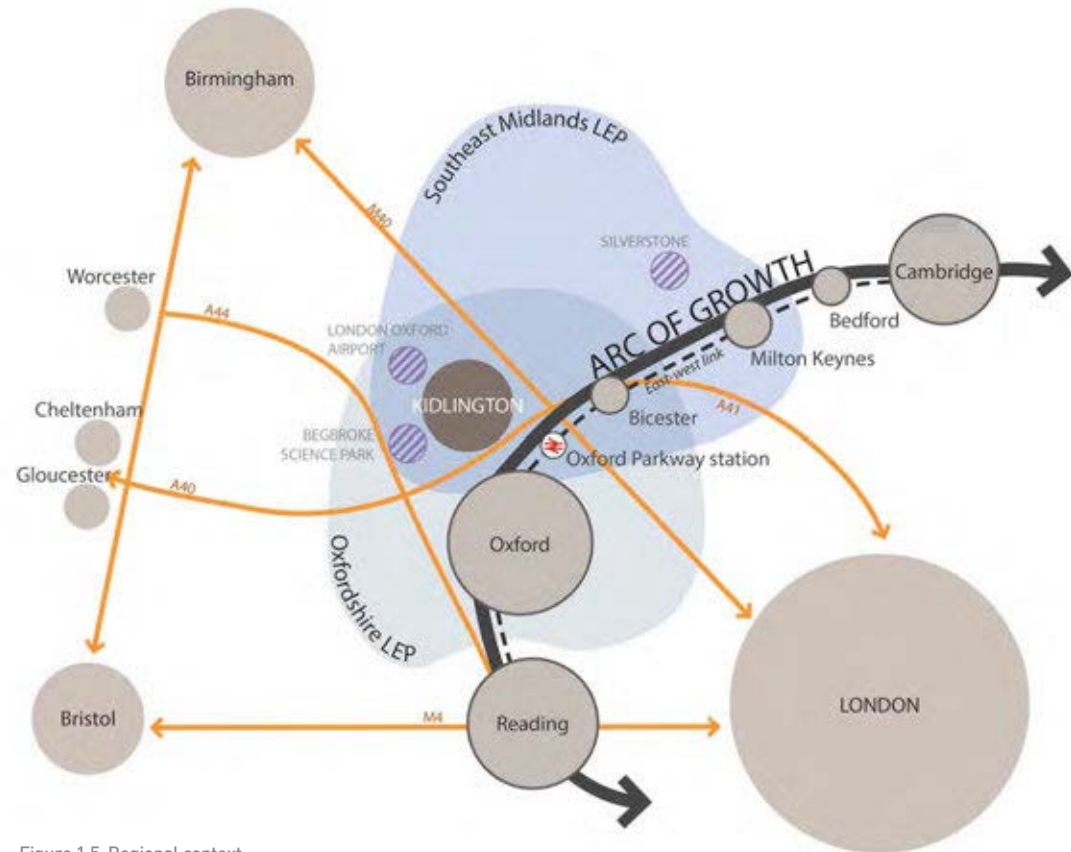 Birmingham
Southeast Midlands LEP
M40
SILVERSTONE
Worcester
A44
ARC OF GROWTH
Cambridge
Bedford
LONDON OXFORD
AIRPORT
Milton Keynes
East-west link
KIDLINGTON
A41
Bicester
Cheltenham
BEGBROKE
SCIENCE PARK
Oxford Parkway station
Gloucester
A40
Oxford
Oxfordshire LEP
Bristol
M4
Reading
LONDON
Figure 1.5 Regional context